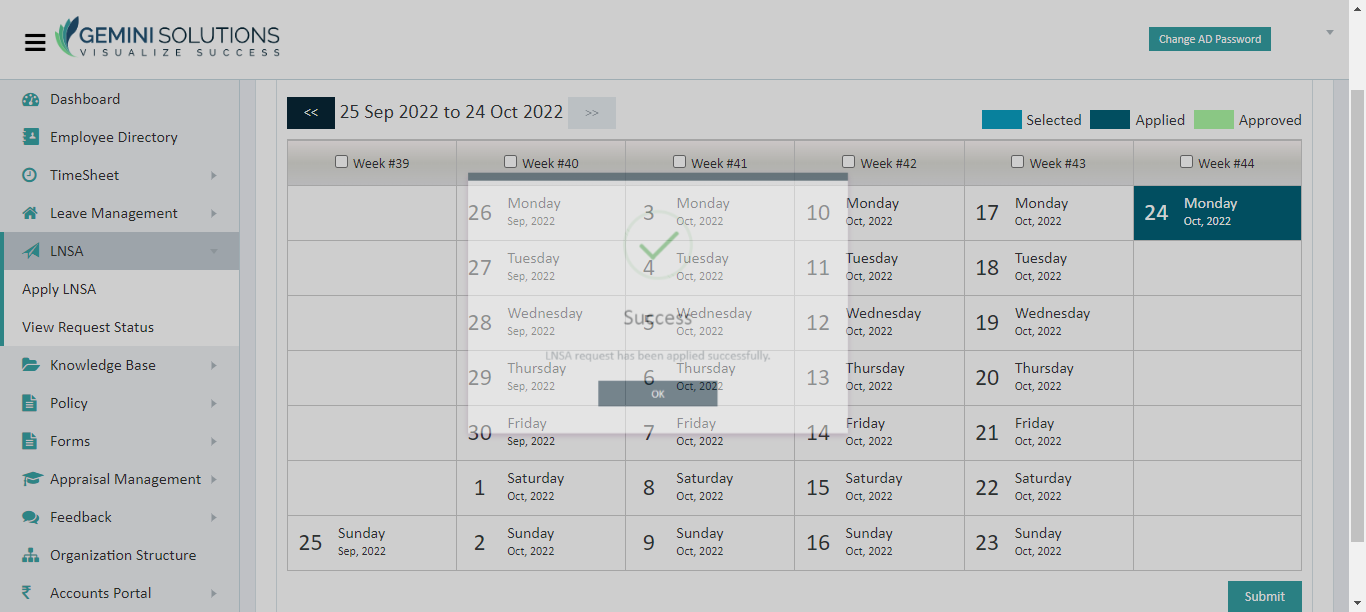 GEMINI SOLUTIONS
VISUALIZE SUCCESS
Change AD Password
Dashboard
Employee Directory
TimeSheet
Leave Management
LNSA
Apply LNSA
View Request Status
Knowledge Base
Policy
Forms
Appraisal Management
Feedback
Organization Structure
Accounts Portal
<< 25 Sep 2022 to 24 Oct 2022 >>
Selected Applied Approved
Week #39 Week #40 Week #41 Week #42 Week #43 Week #44
26 Monday 3 Monday 10 Monday 17 Monday 24 Monday
Sep, 2022 Oct, 2022 Oct, 2022 Oct, 2022 Oct, 2022
27 Tuesday 4 Tuesday 11 Tuesday 18 Tuesday
Sep, 2022 Oct, 2022 Oct, 2022 Oct, 2022
28 Wednesday 5 Wednesday 12 Wednesday 19 Wednesday
Sep, 2022 Oct, 2022 Oct, 2022 Oct, 2022
29 Thursday 6 Thursday 13 Thursday 20 Thursday
Sep, 2022 Oct, 2022 Oct, 2022 Oct, 2022
30 Friday 7 Friday 14 Friday 21 Friday
Sep, 2022 Oct, 2022 Oct, 2022 Oct, 2022
1 Saturday 8 Saturday 15 Saturday 22 Saturday
Oct, 2022 Oct, 2022 Oct, 2022 Oct, 2022
25 Sunday 2 Sunday 9 Sunday 16 Sunday 23 Sunday
Sep, 2022 Oct, 2022 Oct, 2022 Oct, 2022 Oct, 2022
Success
LNSA request has been applied successfully.
OK
Submit